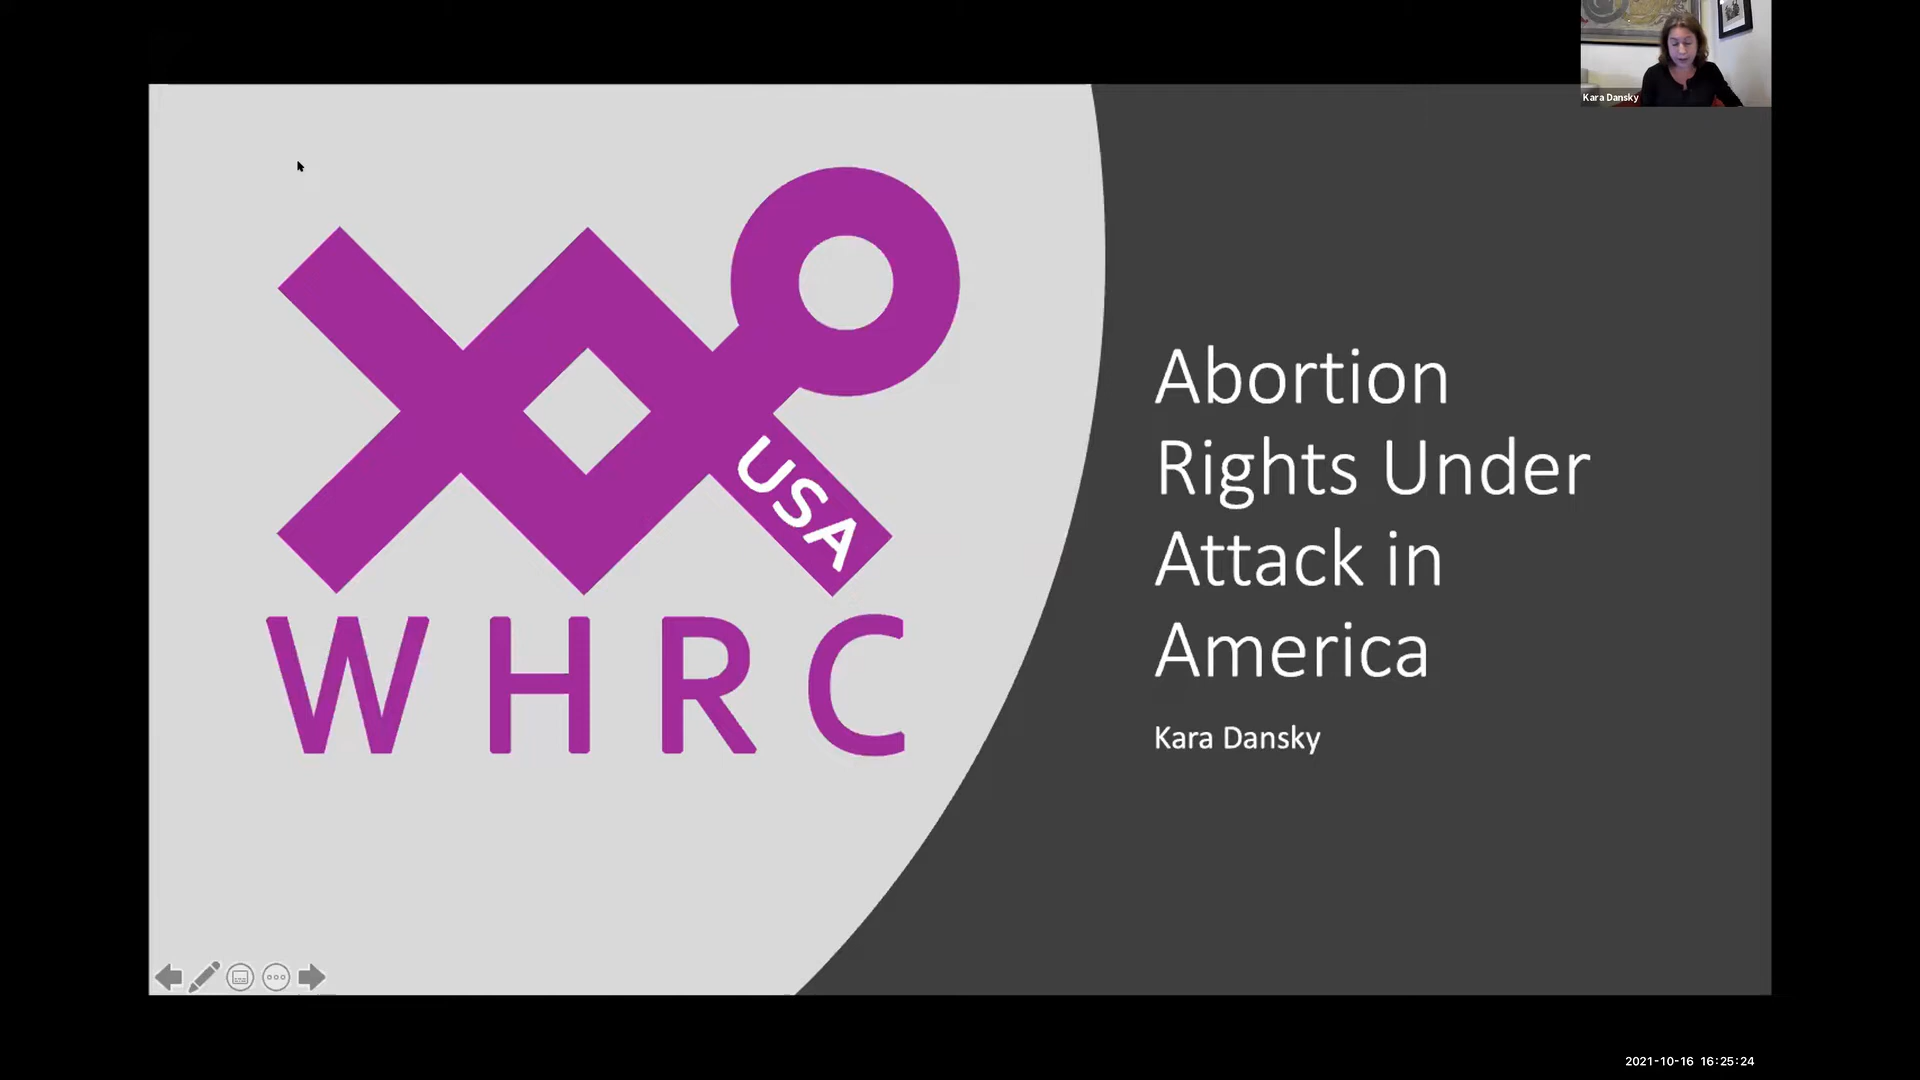 Kara Dansky
USA
WHRC
Abortion
Rights Under
Attack in
America
Kara Dansky
2021-10-16 16:25:24